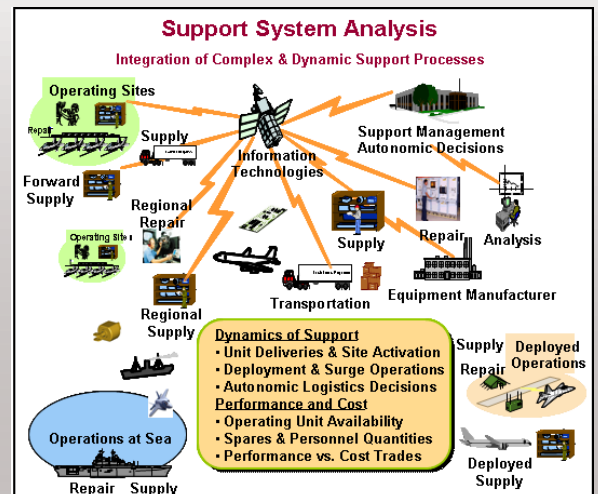 Support System Analysis
Integration of Complex & Dynamic Support Processes
Operating Sites
Repair
Supply
Information
Technologies
Support Management
Autonomic Decisions
Forward
Supply
Regional
Repair
Supply
Repair
Analysis
Operating Sites
Transportation
Equipment Manufacturer
Regional
Supply
Dynamics of Support
· Unit Deliveries & Site Activation
· Deployment & Surge Operations
· Autonomic Logistics Decisions
Performance and Cost
· Operating Unit Availability
· Spares & Personnel Quantities
· Performance vs. Cost Trades
Supply
Repair
Deployed
Operations
Operations at Sea
Repair Supply
Deployed
Supply